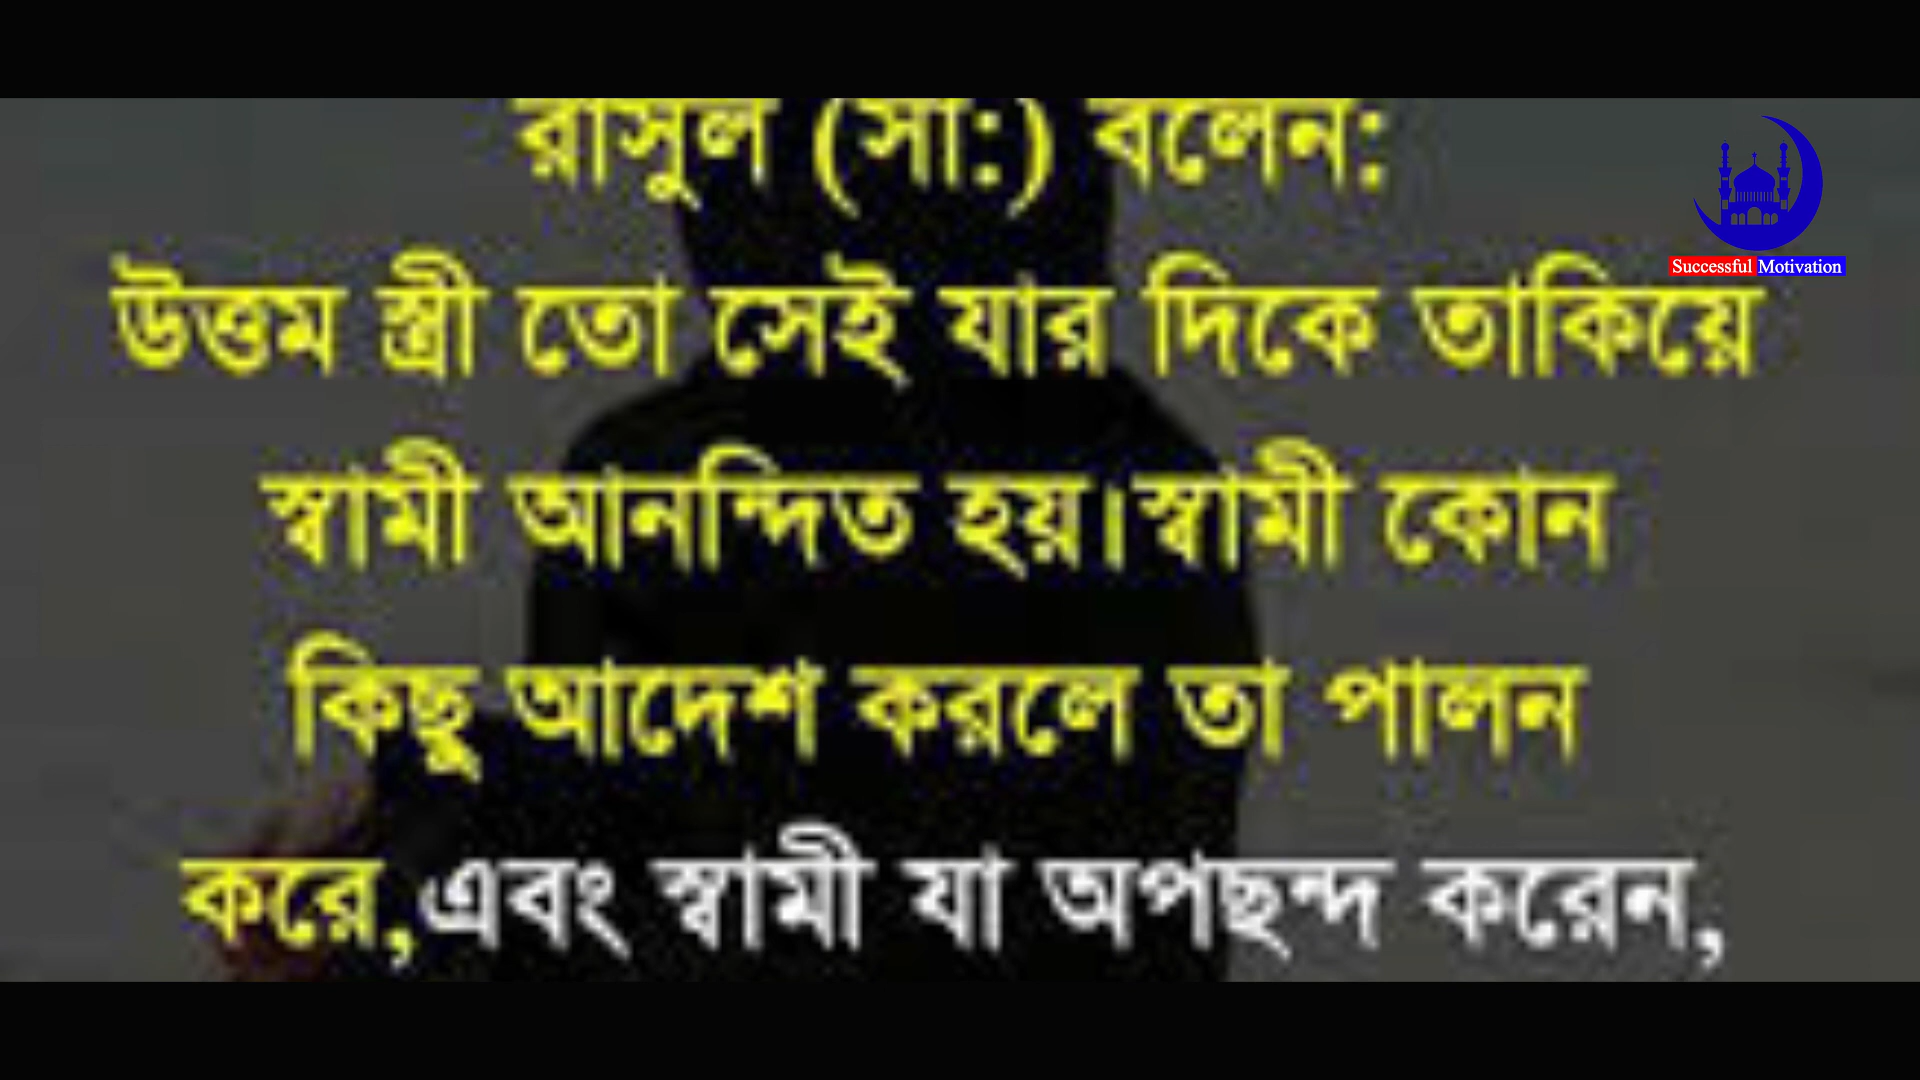 রাসুল (সা:) বলেন:
উত্তম স্ত্রী তো সেই যার দিকে তাকিয়ে
স্বামী আনন্দিত হয়।স্বামী কোন
কিছু আদেশ করলে তা পালন
করে,এবং স্বামী যা অপছন্দ করেন,
Successful Motivation